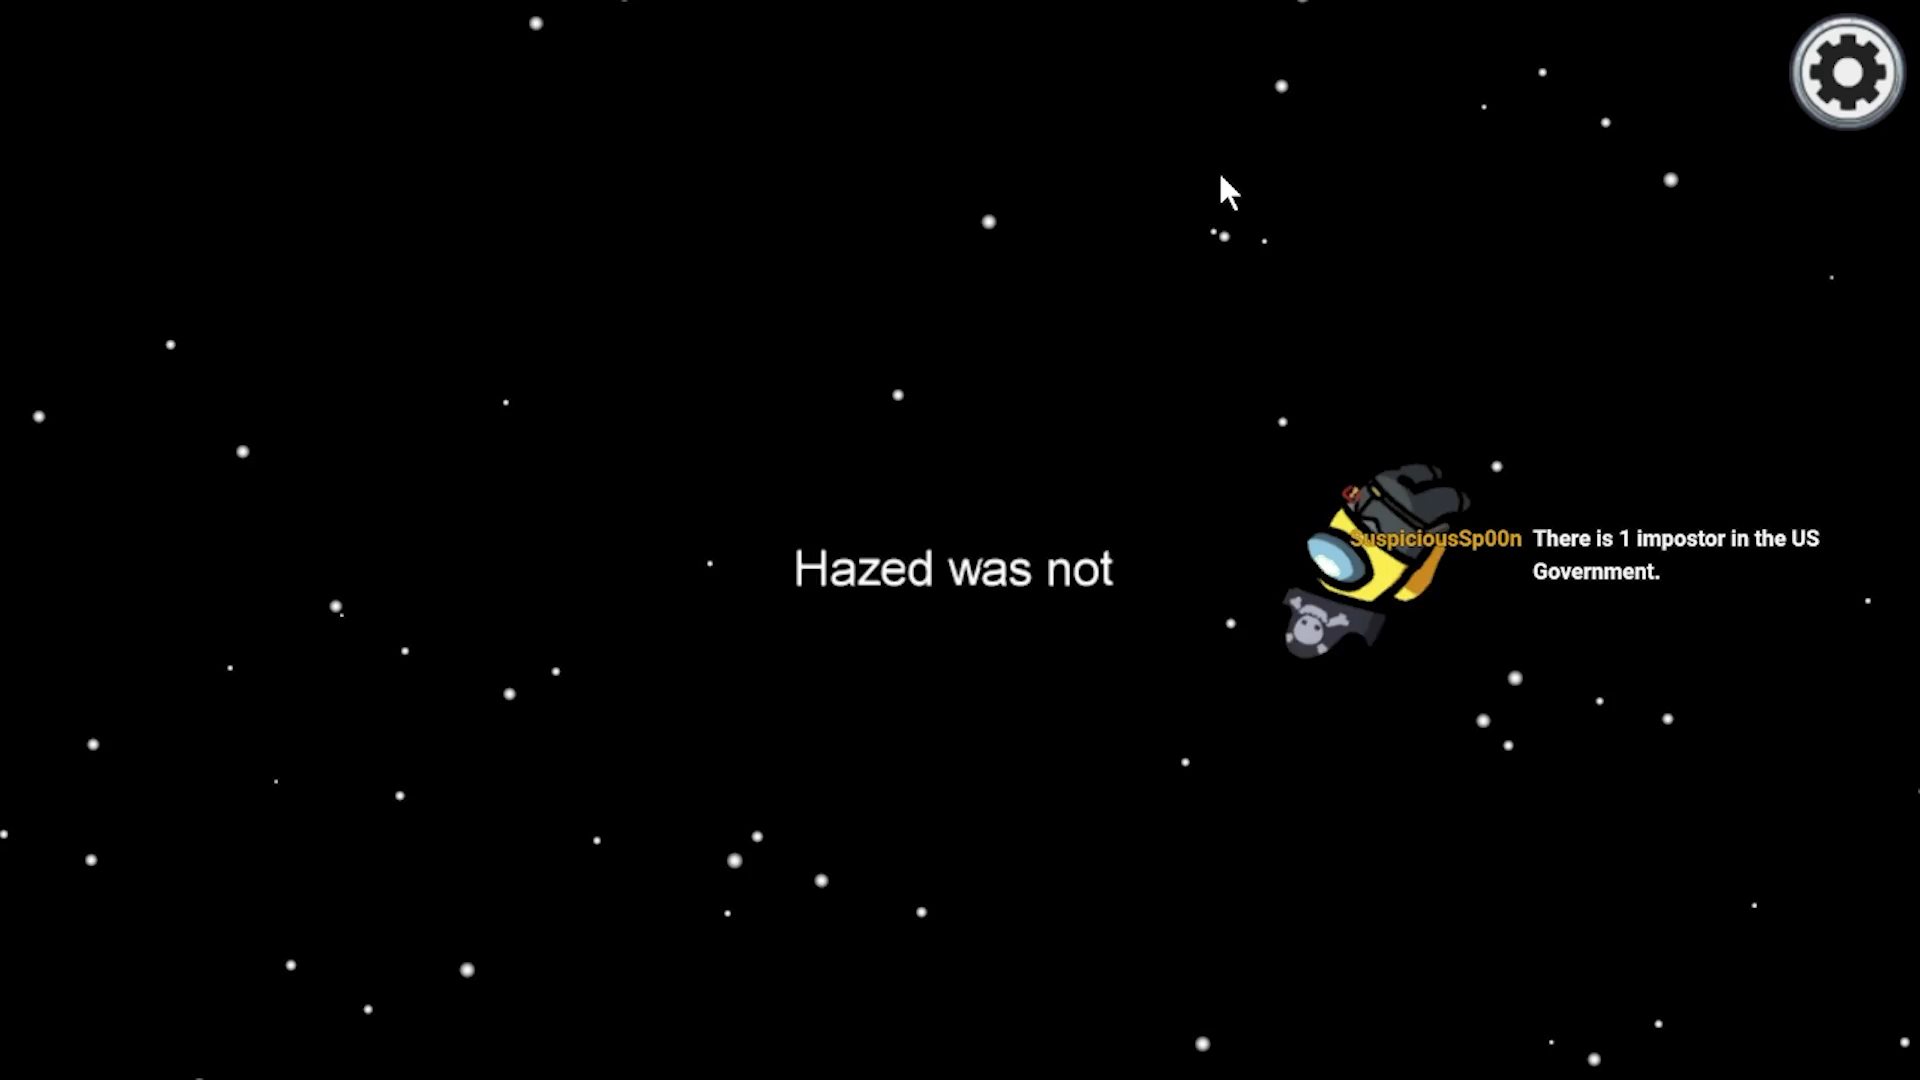 Hazed was not
SuspiciousSp00n There is 1 impostor in the US
Government.